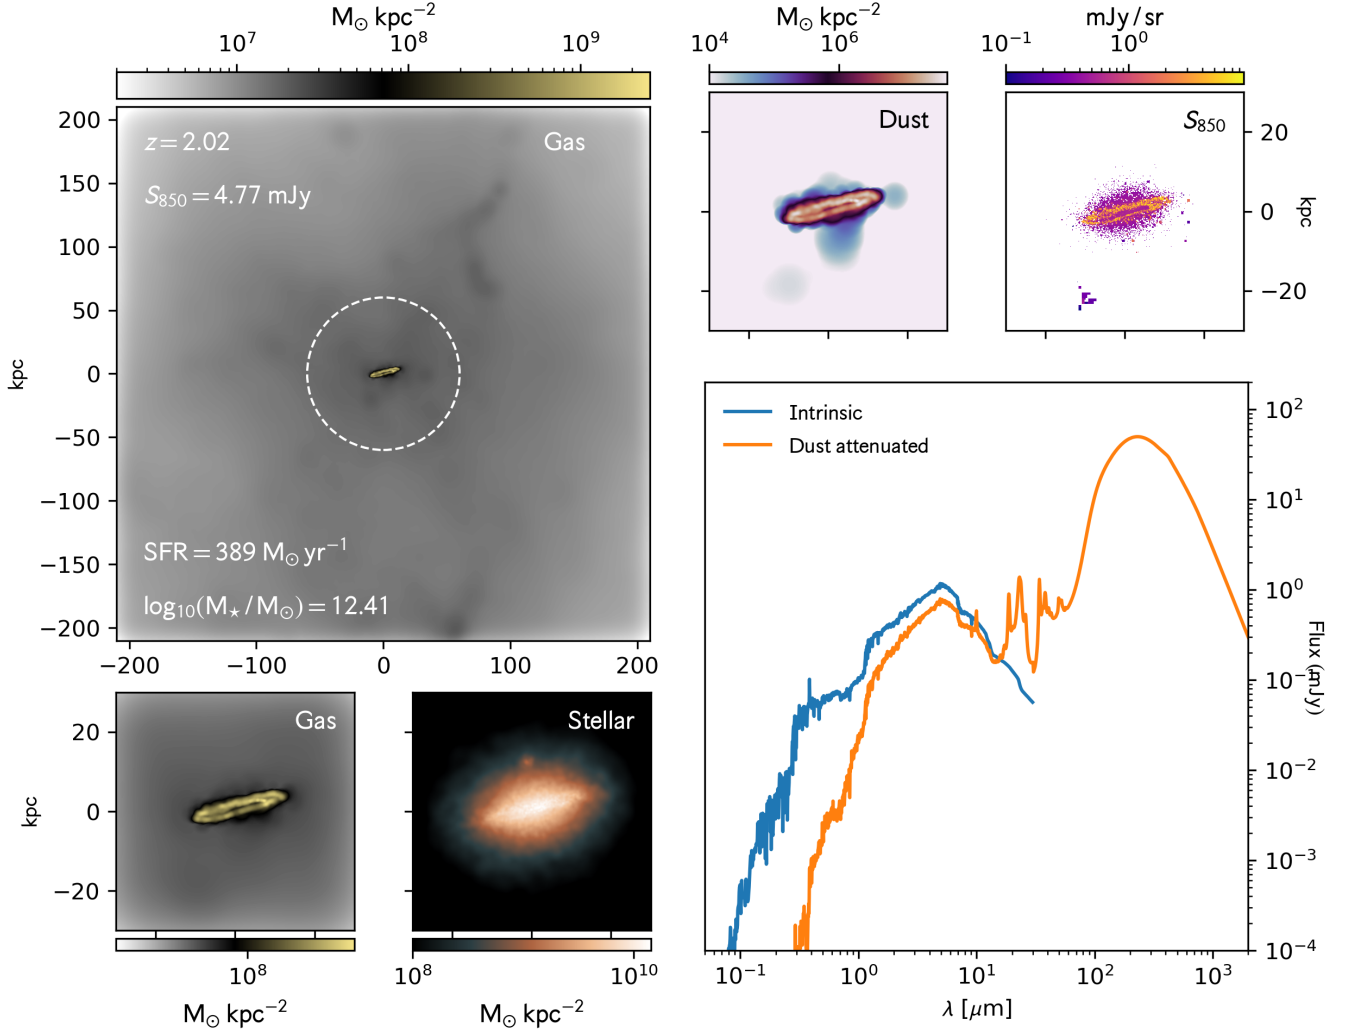 M⊙ kpc⁻²
10⁷ 10⁸ 10⁹
z = 2.02
Gas
S₈₅₀ = 4.77 mJy
SFR = 389 M⊙ yr⁻¹
log₁₀(M⋆/M⊙) = 12.41
200
150
100
50
0
−50
−100
−150
−200
kpc
−200 −100 0 100 200
M⊙ kpc⁻²
10⁴ 10⁶
Dust
mJy / sr
10⁻¹ 10⁰
S₈₅₀
20
0
−20
kpc
Gas
20
0
−20
kpc
10⁸
M⊙ kpc⁻²
Stellar
10⁸ 10¹⁰
M⊙ kpc⁻²
Intrinsic
Dust attenuated
10²
10¹
10⁰
10⁻¹
10⁻²
10⁻³
10⁻⁴
Flux (mJy)
10⁻¹ 10⁰ 10¹ 10² 10³
λ [μm]